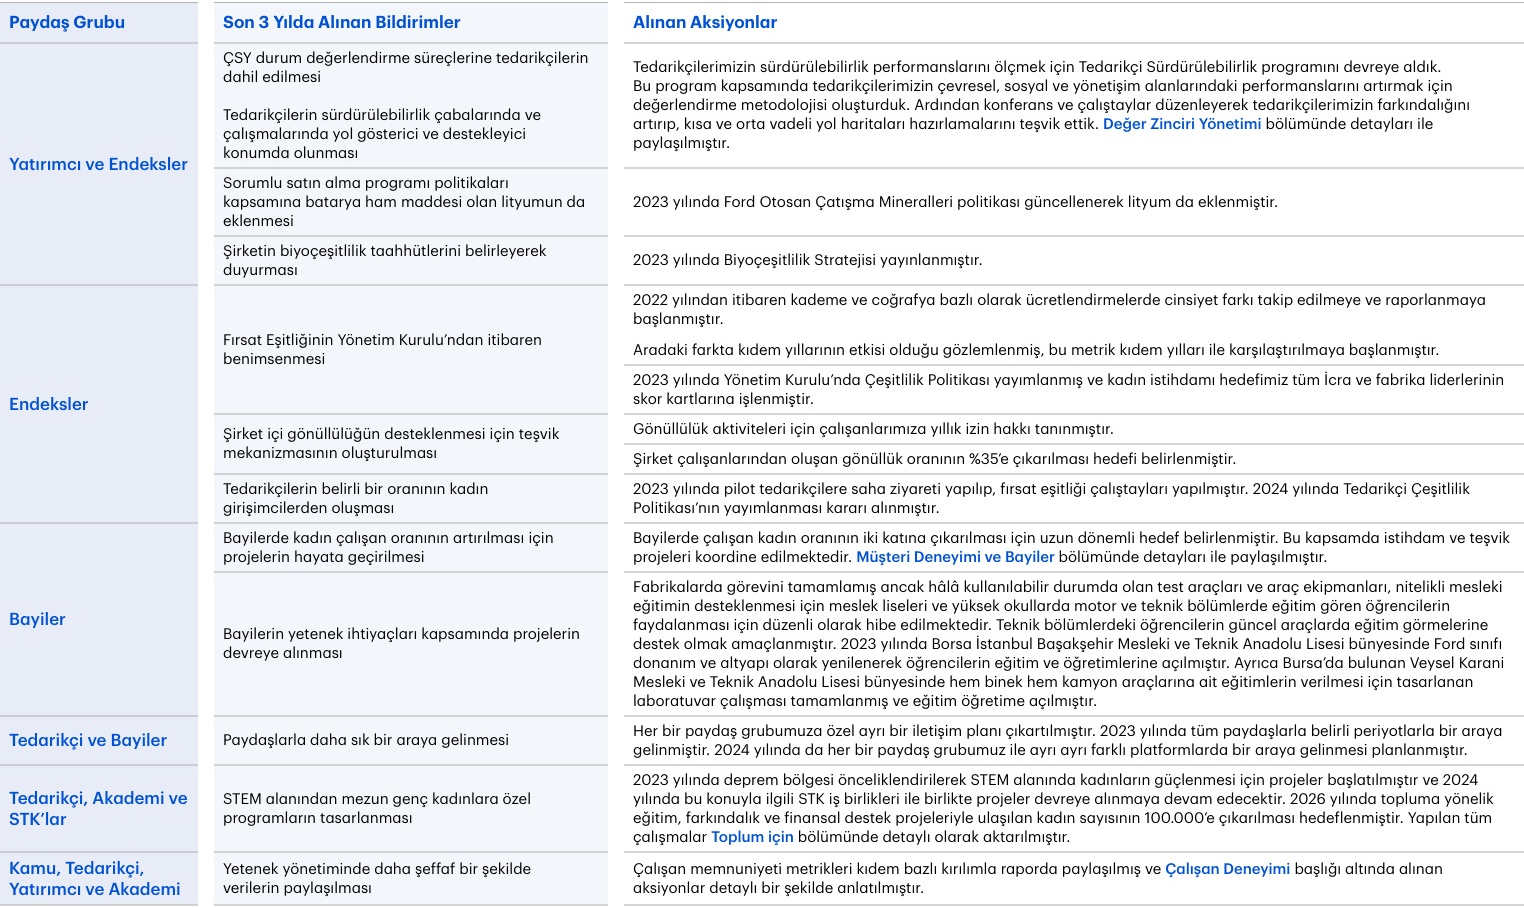 Paydaş Grubu
Son 3 Yılda Alınan Bildirimler
Alınan Aksiyonlar
Yatırımcı ve Endeksler
ÇSY durum değerlendirme süreçlerine tedarikçilerin
dahil edilmesi
Tedarikçilerin sürdürülebilirlik çabalarında ve
çalışmalarında yol gösterici ve destekleyici
konumda olunması
Tedarikçilerimizin sürdürülebilirlik performanslarını ölçmek için Tedarikçi Sürdürülebilirlik programını devreye aldık.
Bu program kapsamında tedarikçilerimizin çevresel, sosyal ve yönetişim alanlarındaki performanslarını artırmak için
değerlendirme metodolojisi oluşturduk. Ardından konferans ve çalıştaylar düzenleyerek tedarikçilerimizin farkındalığını
artırıp, kısa ve orta vadeli yol haritaları hazırlamalarını teşvik ettik. Değer Zinciri Yönetimi bölümünde detayları ile
paylaşılmıştır.
Sorumlu satın alma programı politikaları
kapsamına batarya ham maddesi olan lityumun da
eklenmesi
2023 yılında Ford Otosan Çatışma Mineralleri politikası güncellenerek lityum da eklenmiştir.
Şirketin biyoçeşitlilik taahhütlerini belirleyerek
duyurması
2023 yılında Biyoçeşitlilik Stratejisi yayınlanmıştır.
Endeksler
Fırsat Eşitliğinin Yönetim Kurulu’ndan itibaren
benimsenmesi
2022 yılından itibaren kademe ve coğrafya bazlı olarak ücretlendirmelerde cinsiyet farkı takip edilmeye ve raporlanmaya
başlanmıştır.
Aradaki farkta kıdem yıllarının etkisi olduğu gözlemlenmiş, bu metrik kıdem yılları ile karşılaştırılmaya başlanmıştır.
2023 yılında Yönetim Kurulu’nda Çeşitlilik Politikası yayımlanmış ve kadın istihdamı hedefimiz tüm İcra ve fabrika liderlerinin
skor kartlarına işlenmiştir.
Şirket içi gönüllülüğün desteklenmesi için teşvik
mekanizmasının oluşturulması
Gönüllülük aktiviteleri için çalışanlarımıza yıllık izin hakkı tanınmıştır.
Şirket çalışanlarından oluşan gönüllük oranının %35’e çıkarılması hedefi belirlenmiştir.
Tedarikçilerin belirli bir oranının kadın
girişimcilerden oluşması
2023 yılında pilot tedarikçilere saha ziyareti yapılıp, fırsat eşitliği çalıştayları yapılmıştır. 2024 yılında Tedarikçi Çeşitlilik
Politikası’nın yayımlanması kararı alınmıştır.
Bayiler
Bayilerde kadın çalışan oranının artırılması için
projelerin hayata geçirilmesi
Bayilerde çalışan kadın oranının iki katına çıkarılması için uzun dönemli hedef belirlenmiştir. Bu kapsamda istihdam ve teşvik
projeleri koordine edilmektedir. Müşteri Deneyimi ve Bayiler bölümünde detayları ile paylaşılmıştır.
Bayilerin yetenek ihtiyaçları kapsamında projelerin
devreye alınması
Fabrikalarda görevini tamamlamış ancak hâlâ kullanılabilir durumda olan test araçları ve araç ekipmanları, nitelikli mesleki
eğitimin desteklenmesi için meslek liseleri ve yüksek okullarda motor ve teknik bölümlerde eğitim gören öğrencilerin
faydalanması için düzenli olarak hibe edilmektedir. Teknik bölümlerdeki öğrencilerin güncel araçlarda eğitim görmelerine
destek olmak amaçlanmıştır. 2023 yılında Borsa İstanbul Başakşehir Mesleki ve Teknik Anadolu Lisesi bünyesinde Ford sınıfı
donanım ve altyapı olarak yenilenerek öğrencilerin eğitim ve öğretimlerine açılmıştır. Ayrıca Bursa’da bulunan Veysel Karani
Mesleki ve Teknik Anadolu Lisesi bünyesinde hem binek hem kamyon araçlarına ait eğitimlerin verilmesi için tasarlanan
laboratuvar çalışması tamamlanmış ve eğitim öğretime açılmıştır.
Tedarikçi ve Bayiler
Paydaşlarla daha sık bir araya gelinmesi
Her bir paydaş grubumuza özel ayrı bir iletişim planı çıkartılmıştır. 2023 yılında tüm paydaşlarla belirli periyotlarla bir araya
gelinmiştir. 2024 yılında da her bir paydaş grubumuz ile ayrı ayrı farklı platformlarda bir araya gelinmesi planlanmıştır.
Tedarikçi, Akademi ve
STK’lar
STEM alanından mezun genç kadınlara özel
programların tasarlanması
2023 yılında deprem bölgesi önceliklendirilerek STEM alanında kadınların güçlenmesi için projeler başlatılmıştır ve 2024
yılında bu konuyla ilgili STK iş birlikleri ile birlikte projeler devreye alınmaya devam edecektir. 2026 yılında topluma yönelik
eğitim, farkındalık ve finansal destek projeleriyle ulaşılan kadın sayısının 100.000’e çıkarılması hedeflenmiştir. Yapılan tüm
çalışmalar Toplum için bölümünde detaylı olarak aktarılmıştır.
Kamu, Tedarikçi,
Yatırımcı ve Akademi
Yetenek yönetiminde daha şeffaf bir şekilde
verilerin paylaşılması
Çalışan memnuniyeti metrikleri kıdem bazlı kırılımla raporda paylaşılmış ve Çalışan Deneyimi başlığı altında alınan
aksiyonlar detaylı bir şekilde anlatılmıştır.